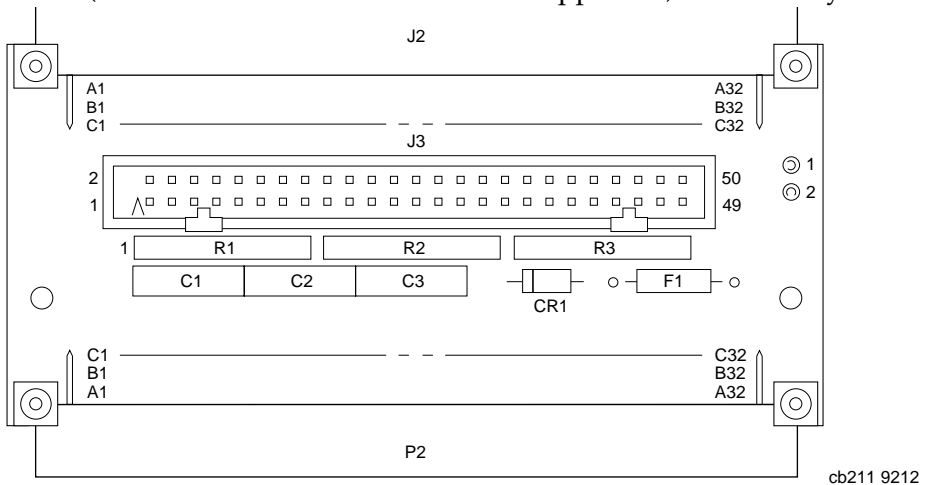 J2
A1 A32
B1 B32
C1 C32
J3
2 50 1
1 49 2
1 R1 R2 R3
C1 C2 C3 F1
CR1
C1 C32
B1 B32
A1 A32
P2
cb211 9212